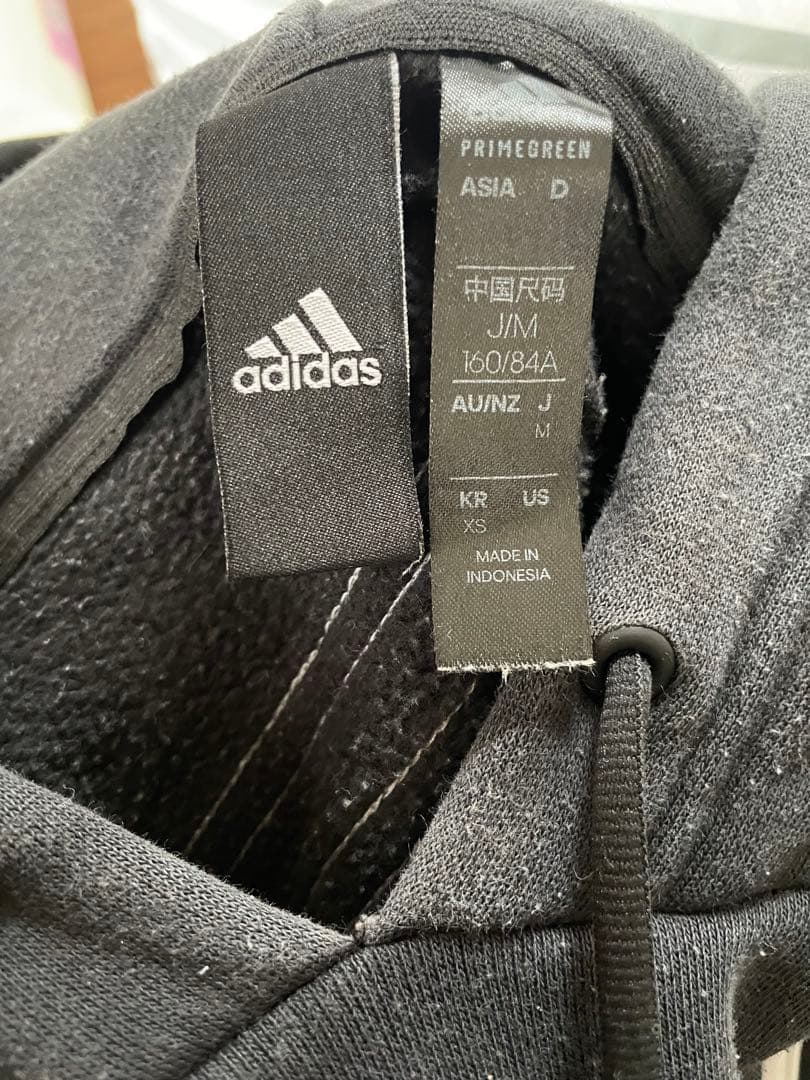 adidas
PRIMEGREEN
ASIA D
中国尺码
J/M
160/84A
AU/NZ J
M
KR US
XS
MADE IN
INDONESIA